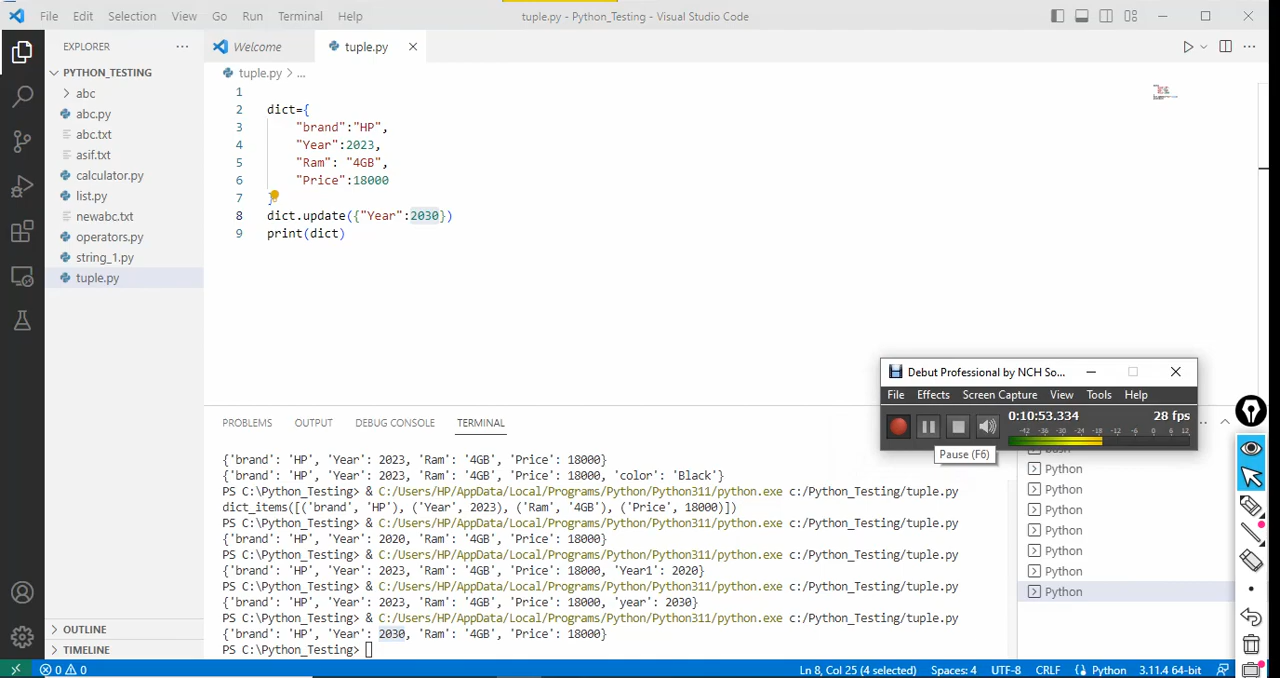 File Edit Selection View Go Run Terminal Help tuple.py - Python_Testing - Visual Studio Code
EXPLORER
Welcome
tuple.py
PYTHON_TESTING
tuple.py > ...
abc
abc.py
abc.txt
asif.txt
calculator.py
list.py
newabc.txt
operators.py
string_1.py
tuple.py
1
2 dict={
3 "brand":"HP",
4 "Year":2023,
5 "Ram": "4GB",
6 "Price":18000
7 }
8 dict.update({"Year":2030})
9 print(dict)
Debut Professional by NCH So...
File Effects Screen Capture View Tools Help
0:10:53.334 28 fps
-42 -36 -30 -24 -18 -12 -6 0 6 12
Pause (F6)
PROBLEMS OUTPUT DEBUG CONSOLE TERMINAL
{'brand': 'HP', 'Year': 2023, 'Ram': '4GB', 'Price': 18000}
{'brand': 'HP', 'Year': 2023, 'Ram': '4GB', 'Price': 18000, 'color': 'Black'}
PS C:\Python_Testing> & C:/Users/HP/AppData/Local/Programs/Python/Python311/python.exe c:/Python_Testing/tuple.py
dict_items([('brand', 'HP'), ('Year', 2023), ('Ram', '4GB'), ('Price', 18000)])
PS C:\Python_Testing> & C:/Users/HP/AppData/Local/Programs/Python/Python311/python.exe c:/Python_Testing/tuple.py
{'brand': 'HP', 'Year': 2020, 'Ram': '4GB', 'Price': 18000}
PS C:\Python_Testing> & C:/Users/HP/AppData/Local/Programs/Python/Python311/python.exe c:/Python_Testing/tuple.py
{'brand': 'HP', 'Year': 2023, 'Ram': '4GB', 'Price': 18000, 'Year1': 2020}
PS C:\Python_Testing> & C:/Users/HP/AppData/Local/Programs/Python/Python311/python.exe c:/Python_Testing/tuple.py
{'brand': 'HP', 'Year': 2023, 'Ram': '4GB', 'Price': 18000, 'year': 2030}
PS C:\Python_Testing> & C:/Users/HP/AppData/Local/Programs/Python/Python311/python.exe c:/Python_Testing/tuple.py
{'brand': 'HP', 'Year': 2030, 'Ram': '4GB', 'Price': 18000}
PS C:\Python_Testing>
Python
Python
Python
Python
Python
Python
Python
OUTLINE
TIMELINE
0 0 Ln 8, Col 25 (4 selected) Spaces: 4 UTF-8 CRLF Python 3.11.4 64-bit